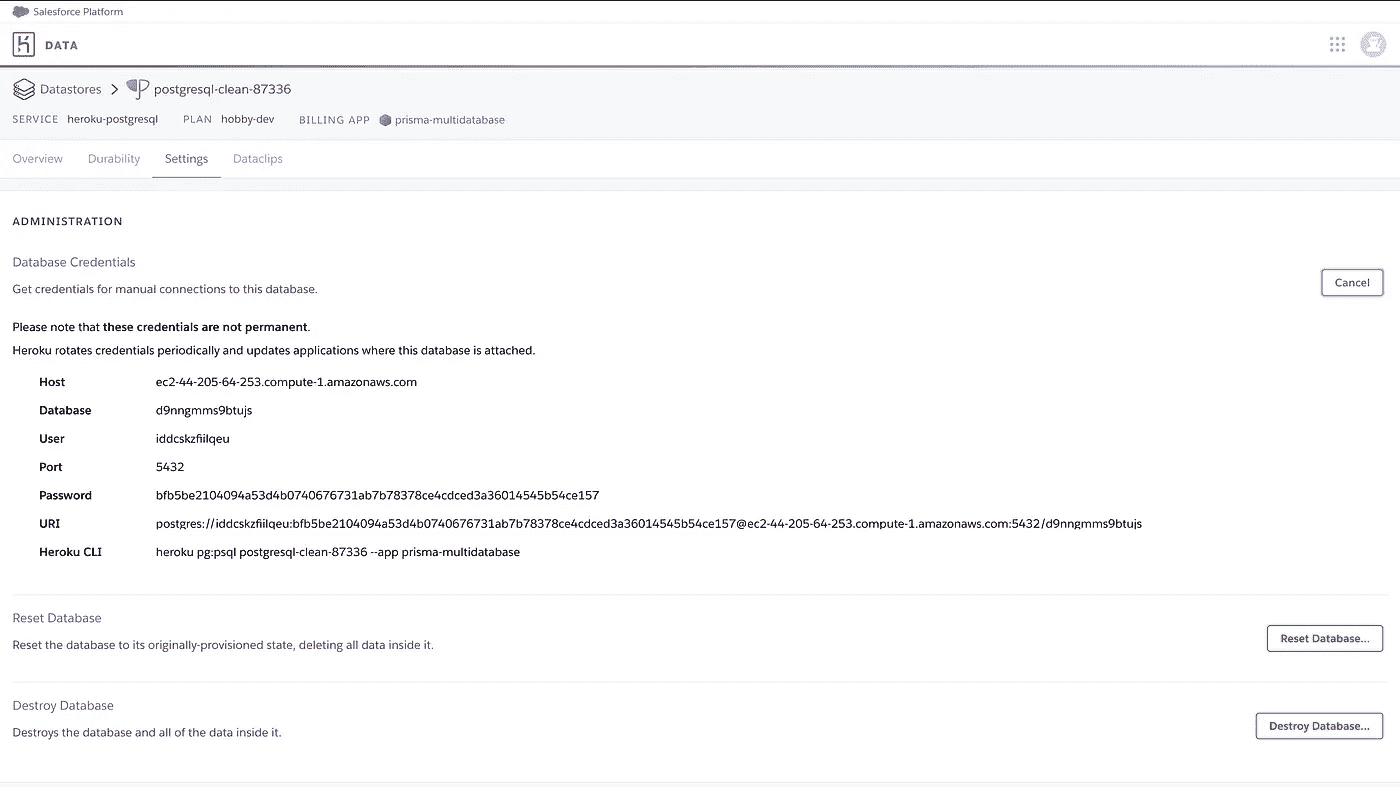 Salesforce Platform
DATA
Datastores postgresql-clean-87336
SERVICE heroku-postgresql PLAN hobby-dev BILLING APP prisma-multidatabase
Overview Durability Settings Dataclips
ADMINISTRATION
Database Credentials
Get credentials for manual connections to this database.
Cancel
Please note that these credentials are not permanent.
Heroku rotates credentials periodically and updates applications where this database is attached.
Host ec2-44-205-64-253.compute-1.amazonaws.com
Database d9nngmms9btujs
User iddcskzfiilqeu
Port 5432
Password bfb5be2104094a53d4b0740676731ab7b78378ce4cdced3a36014545b54ce157
URI postgres://iddcskzfiilqeu:bfb5be2104094a53d4b0740676731ab7b78378ce4cdced3a36014545b54ce157@ec2-44-205-64-253.compute-1.amazonaws.com:5432/d9nngmms9btujs
Heroku CLI heroku pg:psql postgresql-clean-87336 --app prisma-multidatabase
Reset Database
Reset the database to its originally-provisioned state, deleting all data inside it.
Reset Database...
Destroy Database
Destroys the database and all of the data inside it.
Destroy Database...